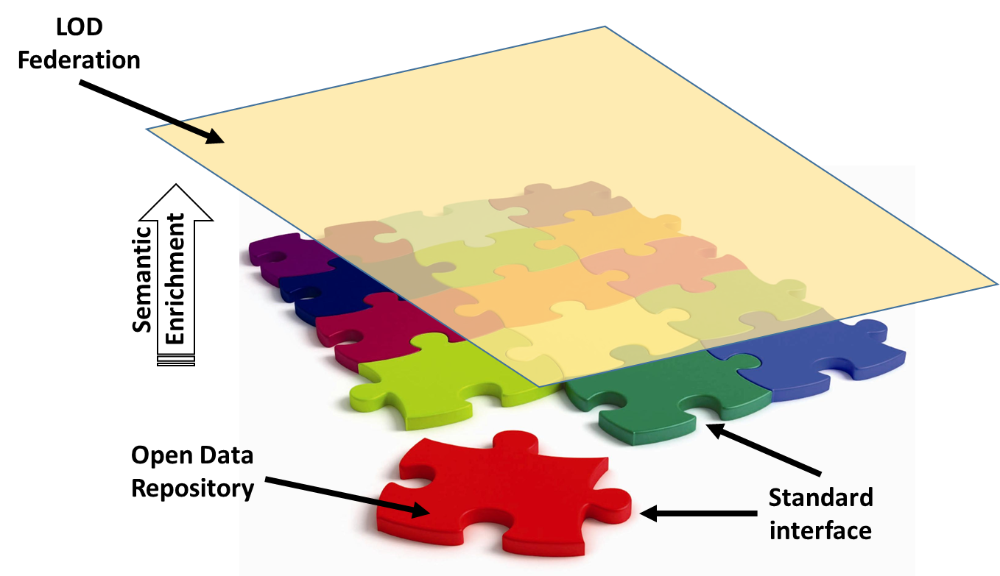 LOD
Federation
Semantic
Enrichment
Open Data
Repository
Standard
interface